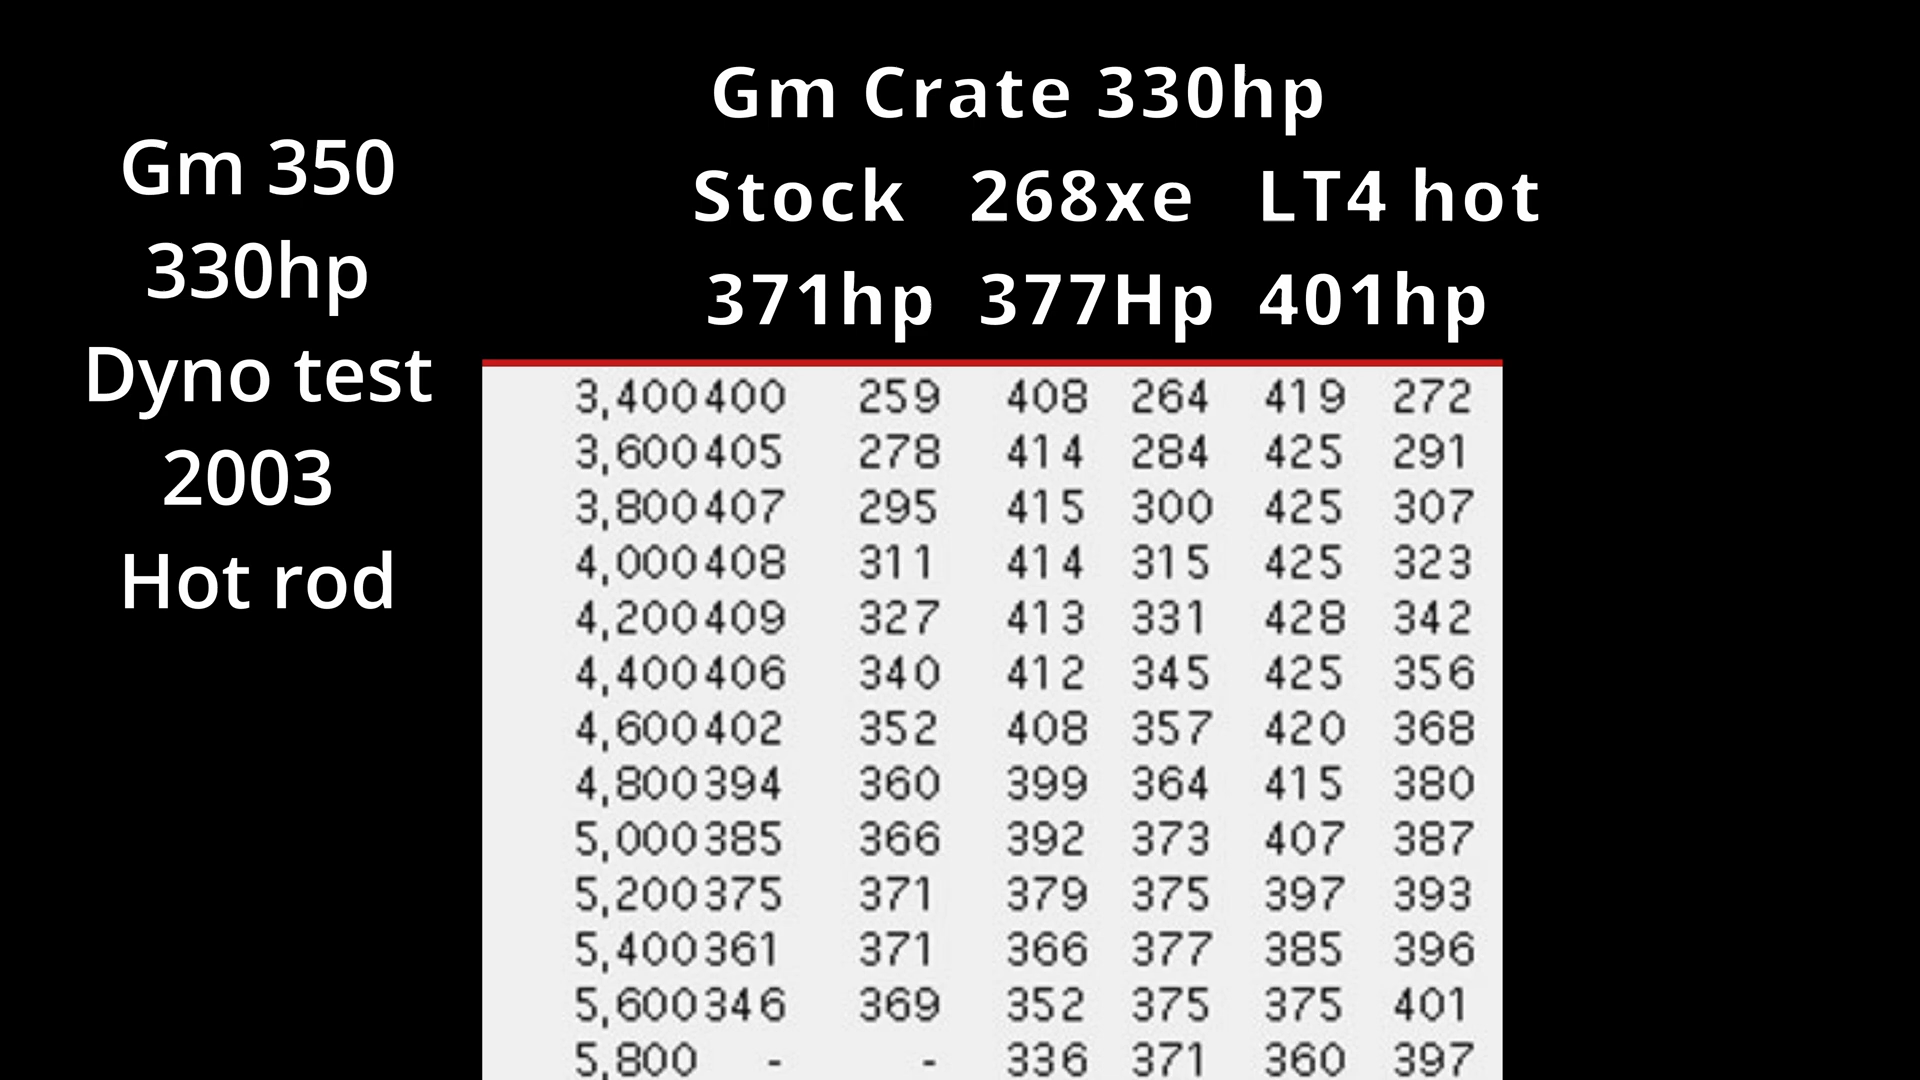 Gm 350
330hp
Dyno test
2003
Hot rod
Gm Crate 330hp
Stock 268xe LT4 hot
371hp 377Hp 401hp
3,400 400 259 408 264 419 272
3,600 405 278 414 284 425 291
3,800 407 295 415 300 425 307
4,000 408 311 414 315 425 323
4,200 409 327 413 331 428 342
4,400 406 340 412 345 425 356
4,600 402 352 408 357 420 368
4,800 394 360 399 364 415 380
5,000 385 366 392 373 407 387
5,200 375 371 379 375 397 393
5,400 361 371 366 377 385 396
5,600 346 369 352 375 375 401
5,800 - - 336 371 360 397